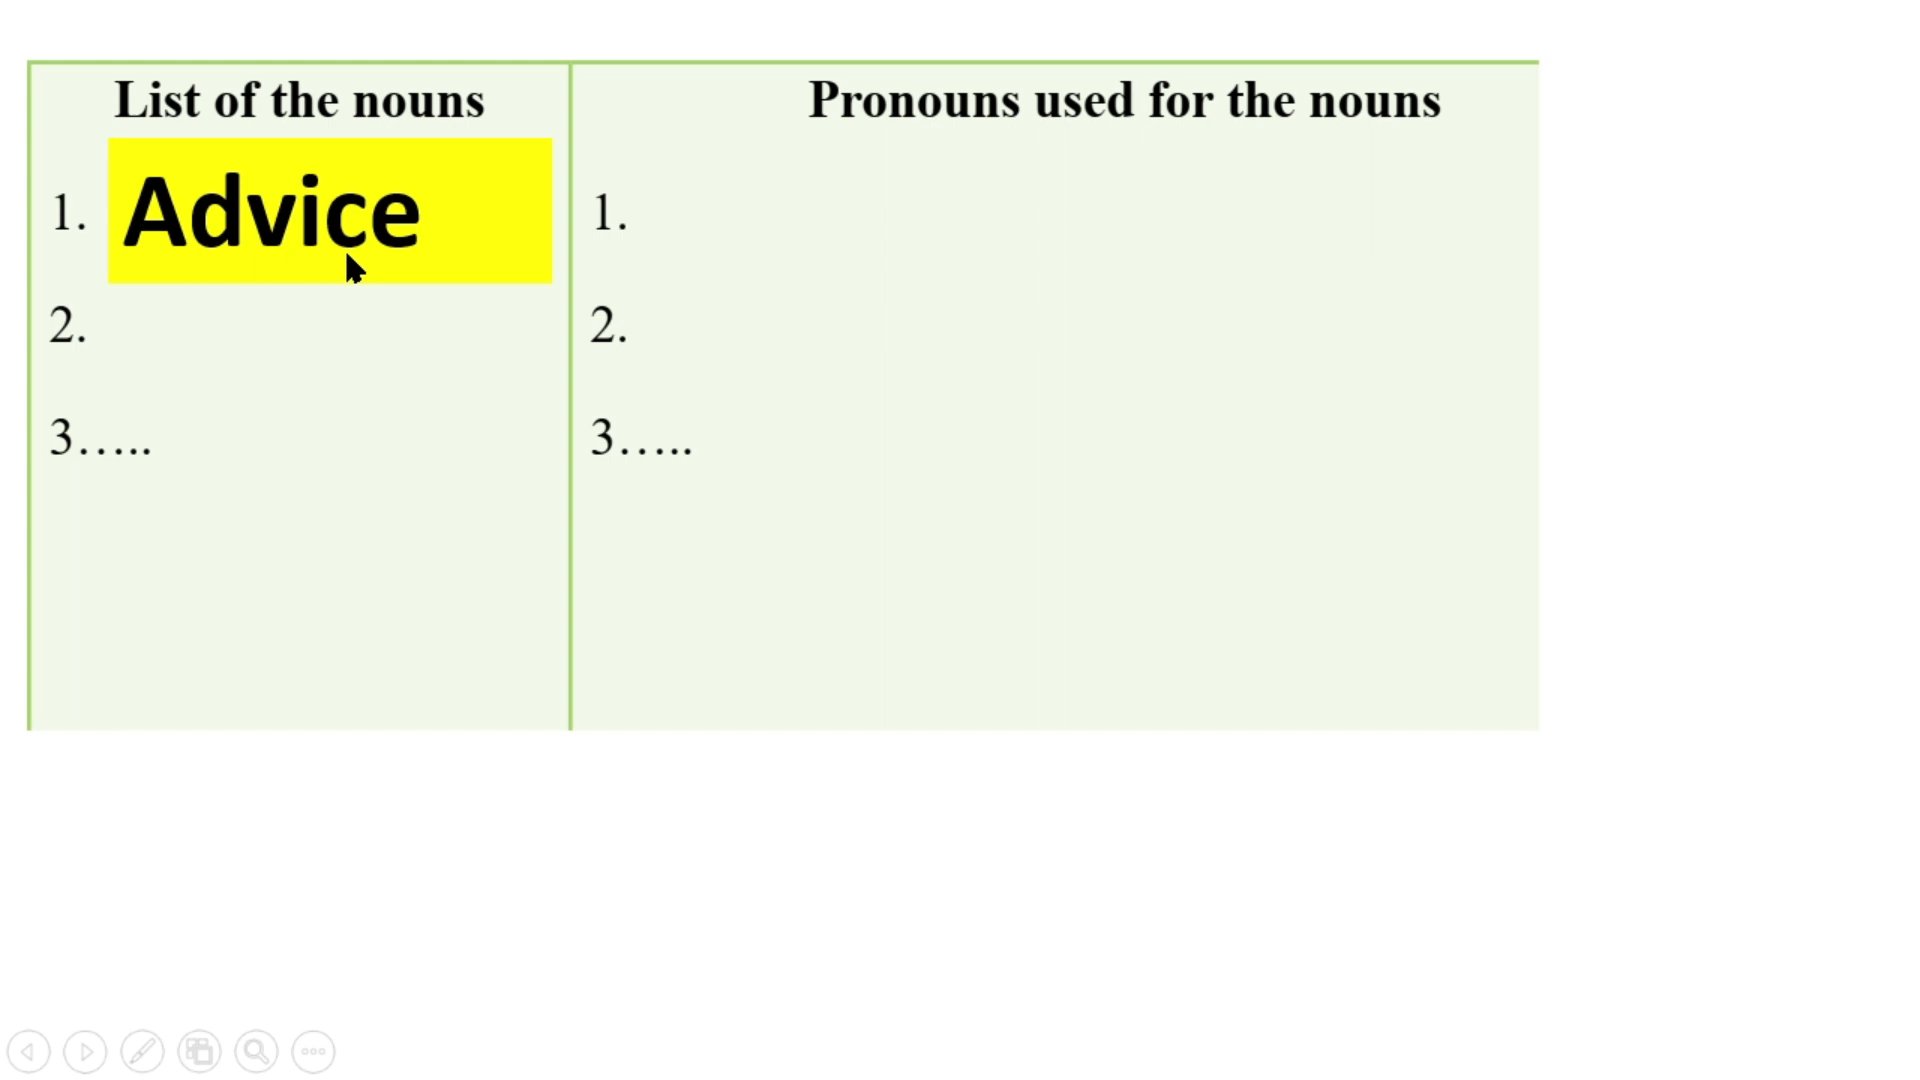 List of the nouns
Pronouns used for the nouns
1. Advice
1.
2.
2.
3.....
3.....